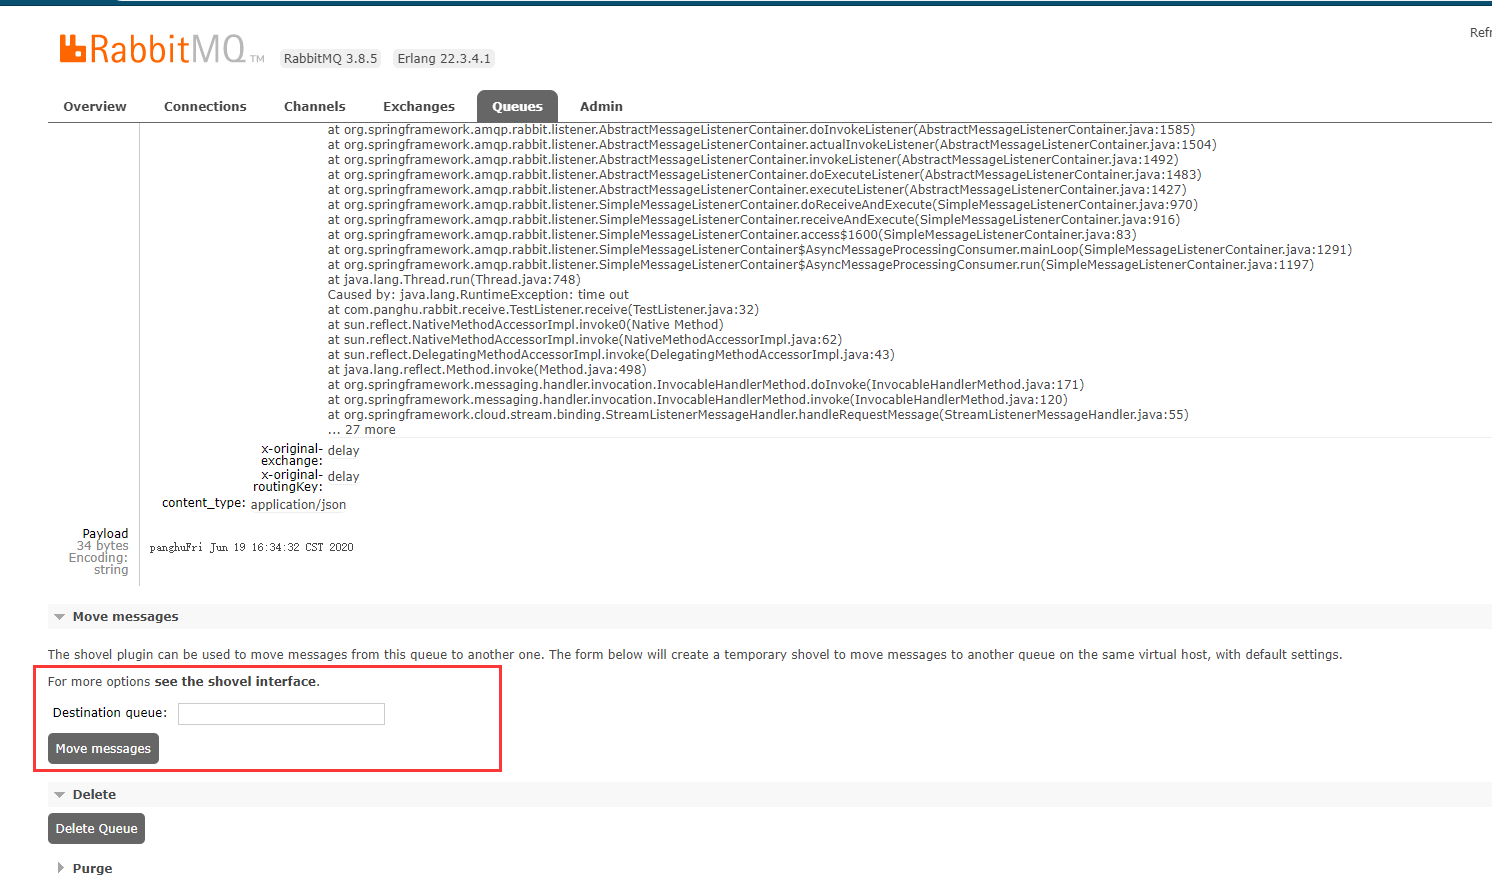 Refr
RabbitMQ TM RabbitMQ 3.8.5 Erlang 22.3.4.1
Overview Connections Channels Exchanges Queues Admin
at org.springframework.amqp.rabbit.listener.AbstractMessageListenerContainer.doInvokeListener(AbstractMessageListenerContainer.java:1585)
at org.springframework.amqp.rabbit.listener.AbstractMessageListenerContainer.actualInvokeListener(AbstractMessageListenerContainer.java:1504)
at org.springframework.amqp.rabbit.listener.AbstractMessageListenerContainer.invokeListener(AbstractMessageListenerContainer.java:1492)
at org.springframework.amqp.rabbit.listener.AbstractMessageListenerContainer.doExecuteListener(AbstractMessageListenerContainer.java:1483)
at org.springframework.amqp.rabbit.listener.AbstractMessageListenerContainer.executeListener(AbstractMessageListenerContainer.java:1427)
at org.springframework.amqp.rabbit.listener.SimpleMessageListenerContainer.doReceiveAndExecute(SimpleMessageListenerContainer.java:970)
at org.springframework.amqp.rabbit.listener.SimpleMessageListenerContainer.receiveAndExecute(SimpleMessageListenerContainer.java:916)
at org.springframework.amqp.rabbit.listener.SimpleMessageListenerContainer.access$1600(SimpleMessageListenerContainer.java:83)
at org.springframework.amqp.rabbit.listener.SimpleMessageListenerContainer$AsyncMessageProcessingConsumer.mainLoop(SimpleMessageListenerContainer.java:1291)
at org.springframework.amqp.rabbit.listener.SimpleMessageListenerContainer$AsyncMessageProcessingConsumer.run(SimpleMessageListenerContainer.java:1197)
at java.lang.Thread.run(Thread.java:748)
Caused by: java.lang.RuntimeException: time out
at com.panghu.rabbit.receive.TestListener.receive(TestListener.java:32)
at sun.reflect.NativeMethodAccessorImpl.invoke0(Native Method)
at sun.reflect.NativeMethodAccessorImpl.invoke(NativeMethodAccessorImpl.java:62)
at sun.reflect.DelegatingMethodAccessorImpl.invoke(DelegatingMethodAccessorImpl.java:43)
at java.lang.reflect.Method.invoke(Method.java:498)
at org.springframework.messaging.handler.invocation.InvocableHandlerMethod.doInvoke(InvocableHandlerMethod.java:171)
at org.springframework.messaging.handler.invocation.InvocableHandlerMethod.invoke(InvocableHandlerMethod.java:120)
at org.springframework.cloud.stream.binding.StreamListenerMessageHandler.handleRequestMessage(StreamListenerMessageHandler.java:55)
... 27 more
x-original-
exchange: delay
x-original-
routingKey: delay
content_type: application/json
Payload
34 bytes
Encoding:
string
panghuFri Jun 19 16:34:32 CST 2020
Move messages
The shovel plugin can be used to move messages from this queue to another one. The form below will create a temporary shovel to move messages to another queue on the same virtual host, with default settings.
For more options see the shovel interface.
Destination queue:
Move messages
Delete
Delete Queue
Purge